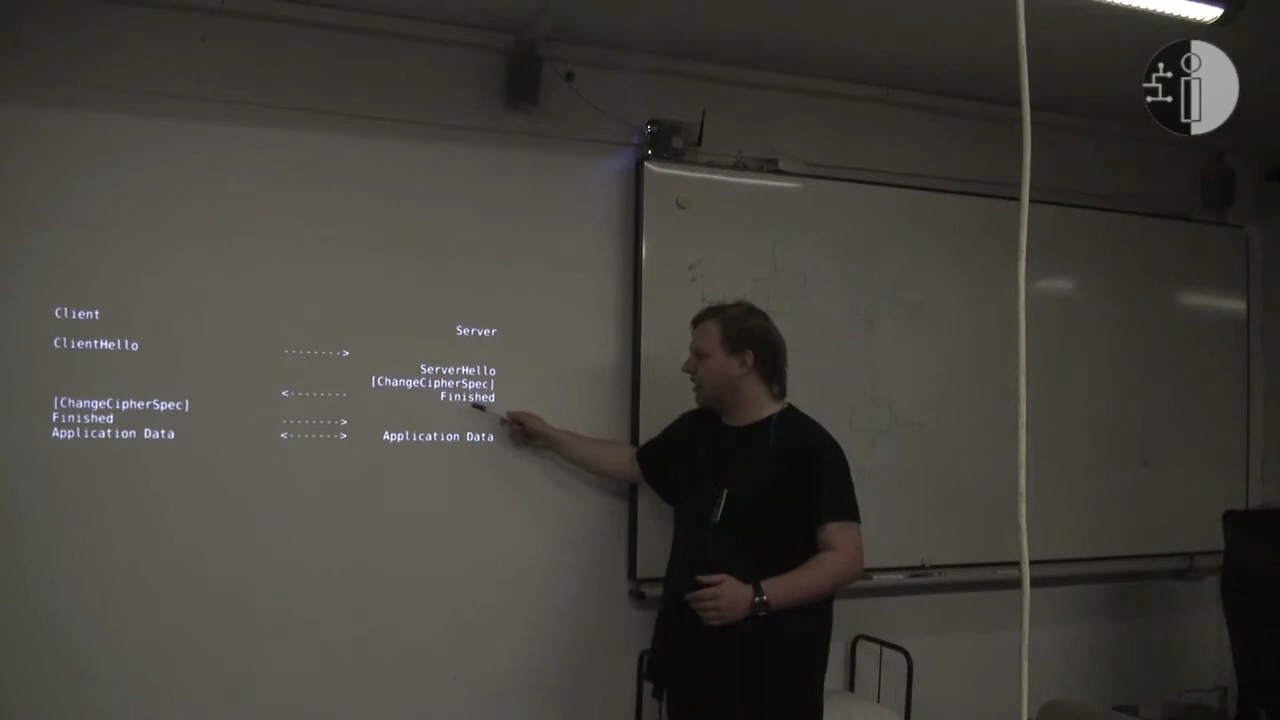 Client
Server
ClientHello
-------->
ServerHello
[ChangeCipherSpec]
<-------- Finished
[ChangeCipherSpec]
Finished -------->
Application Data <-------> Application Data